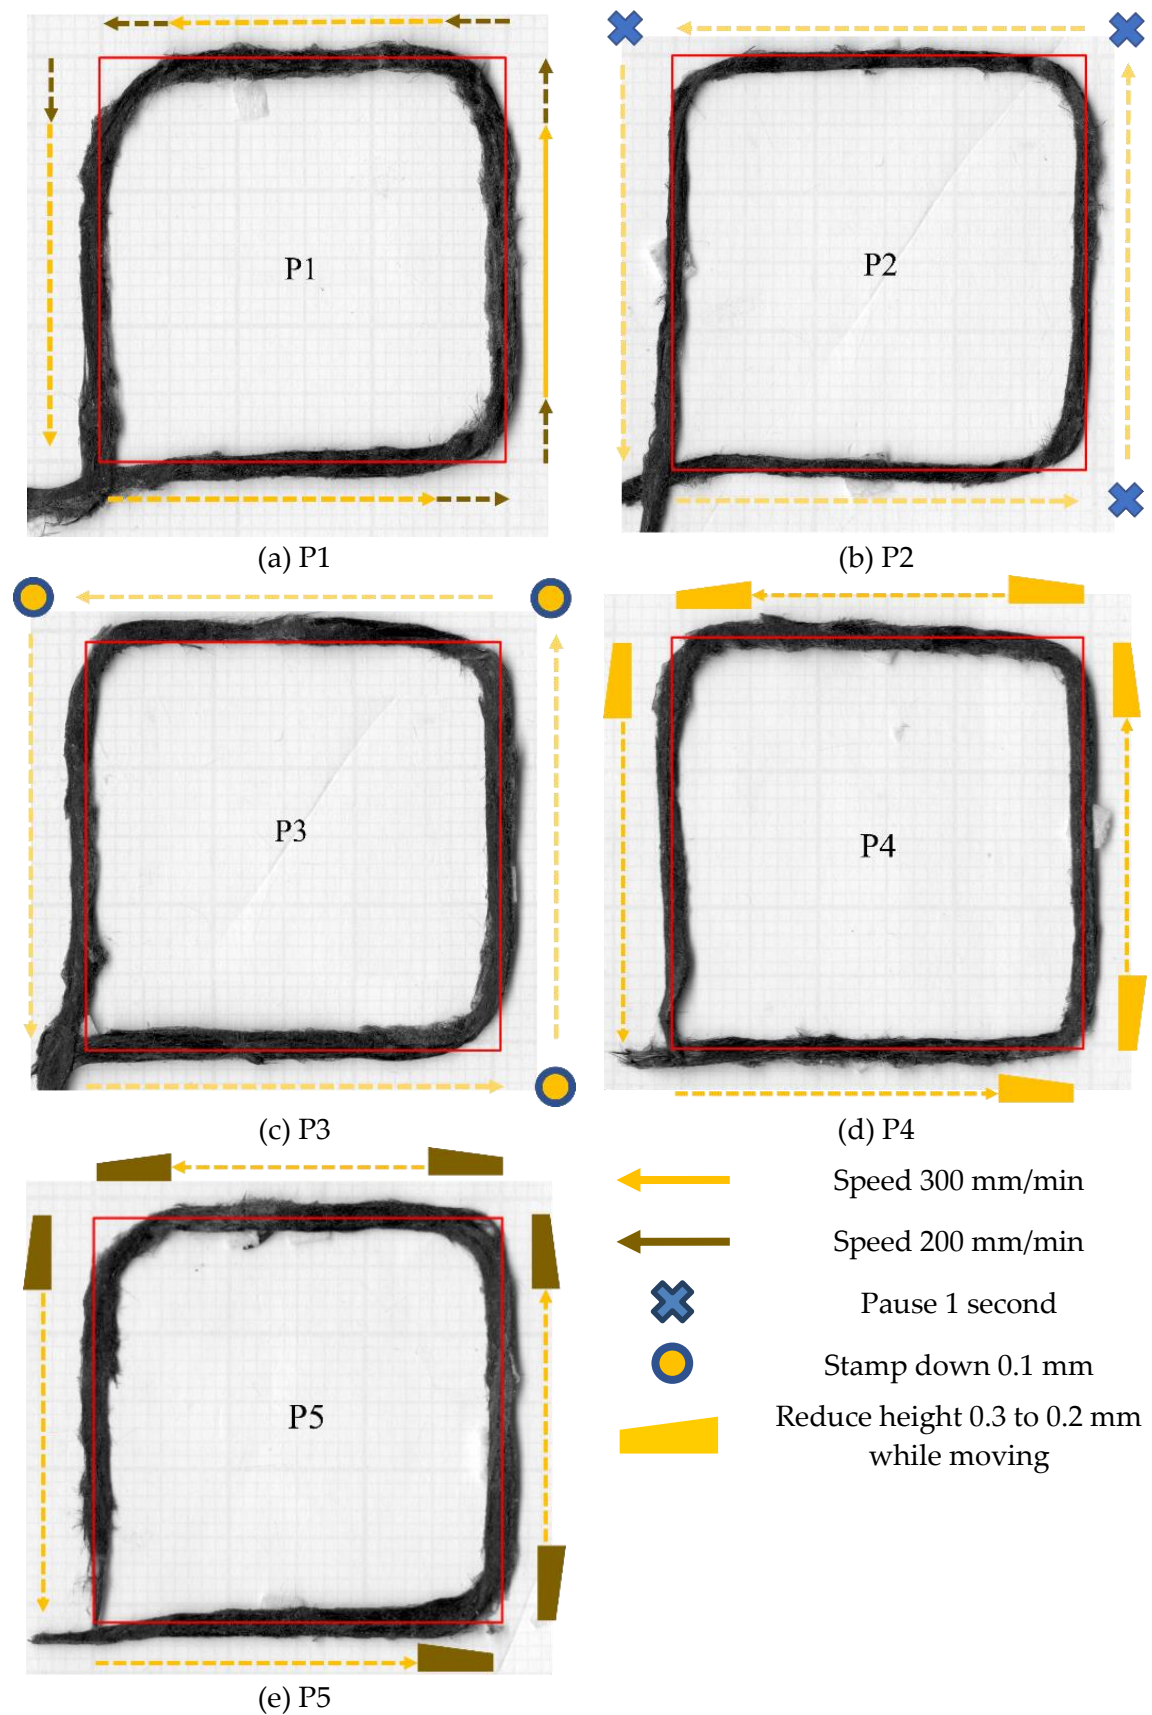 P1
P2
(a) P1
(b) P2
P3
P4
(c) P3
(d) P4
P5
Speed 300 mm/min
Speed 200 mm/min
Pause 1 second
Stamp down 0.1 mm
Reduce height 0.3 to 0.2 mm
while moving
(e) P5